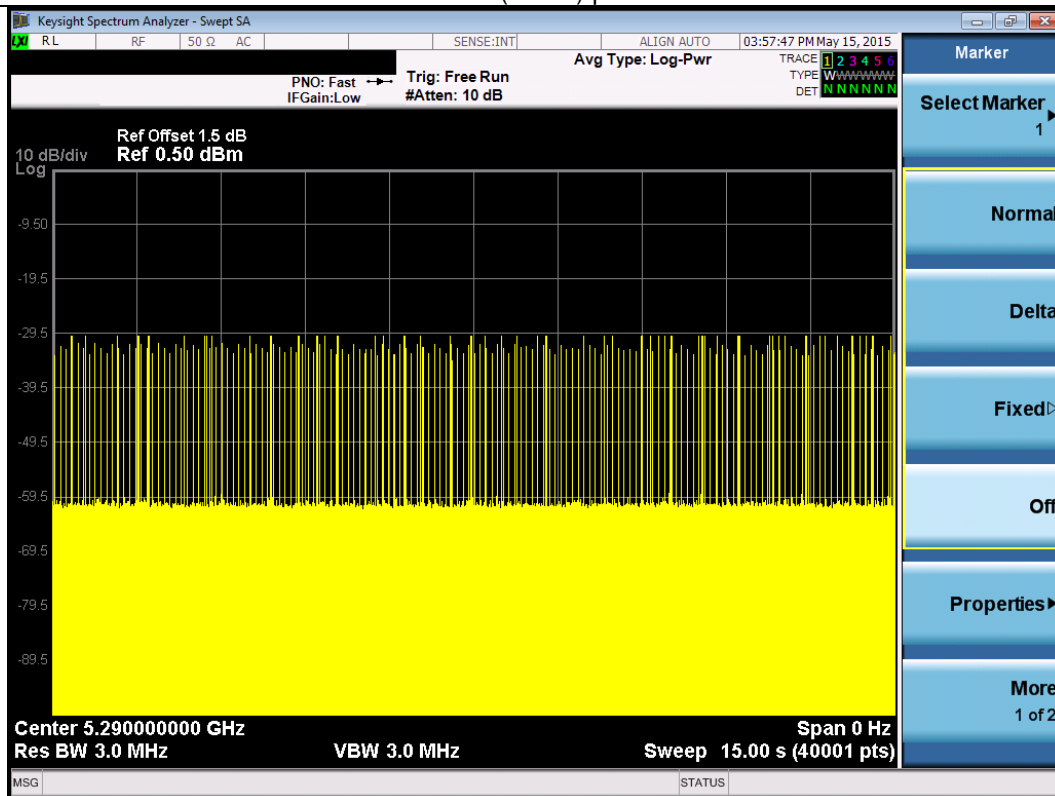 Keysight Spectrum Analyzer - Swept SA
LXI RL RF 50 Ω AC SENSE:INT ALIGN AUTO 03:57:47 PM May 15, 2015
Marker
PNO: Fast Trig: Free Run Avg Type: Log-Pwr TRACE 1 2 3 4 5 6
IFGain:Low #Atten: 10 dB TYPE WWWWWWW
DET N N N N N N
Select Marker
1
Ref Offset 1.5 dB
10 dB/div Ref 0.50 dBm
Log
Normal
-9.50
-19.5
Delta
-29.5
-39.5
Fixed
-49.5
-59.5
Off
-69.5
-79.5
Properties
-89.5
More
1 of 2
Center 5.290000000 GHz Span 0 Hz
Res BW 3.0 MHz VBW 3.0 MHz Sweep 15.00 s (40001 pts)
MSG STATUS